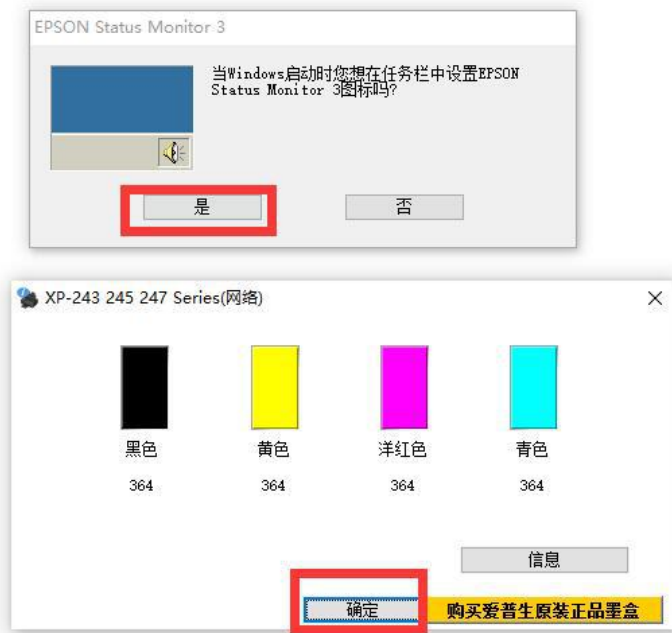 EPSON Status Monitor 3
当Windows启动时您想在任务栏中设置EPSON
Status Monitor 3图标吗?
是
否
XP-243 245 247 Series(网络)
黑色
黄色
洋红色
青色
364
364
364
364
信息
确定
购买爱普生原装正品墨盒